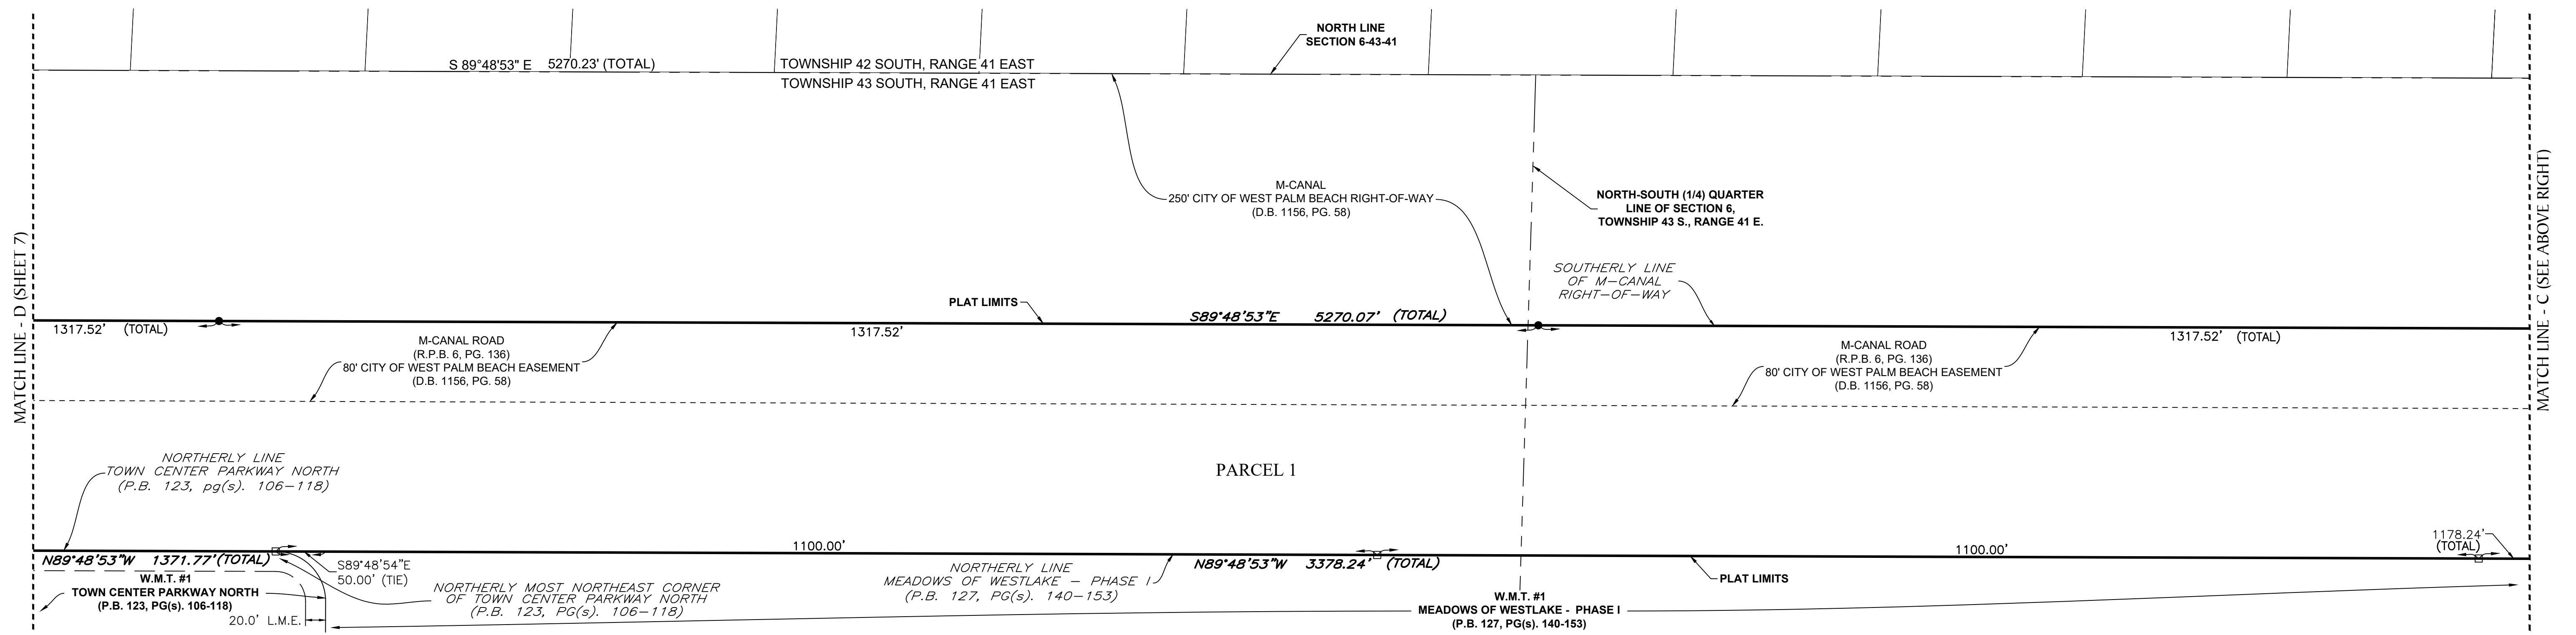 NORTH LINE
SECTION 6-43-41
S 89°48'53" E 5270.23' (TOTAL)
TOWNSHIP 42 SOUTH, RANGE 41 EAST
TOWNSHIP 43 SOUTH, RANGE 41 EAST
MATCH LINE - D (SHEET 7)
MATCH LINE - C (SEE ABOVE RIGHT)
M-CANAL
250' CITY OF WEST PALM BEACH RIGHT-OF-WAY
(D.B. 1156, PG. 58)
NORTH-SOUTH (1/4) QUARTER
LINE OF SECTION 6,
TOWNSHIP 43 S., RANGE 41 E.
SOUTHERLY LINE
OF M-CANAL
RIGHT-OF-WAY
PLAT LIMITS
S89°48'53"E 5270.07' (TOTAL)
1317.52' (TOTAL)
1317.52'
1317.52' (TOTAL)
M-CANAL ROAD
(R.P.B. 6, PG. 136)
80' CITY OF WEST PALM BEACH EASEMENT
(D.B. 1156, PG. 58)
M-CANAL ROAD
(R.P.B. 6, PG. 136)
80' CITY OF WEST PALM BEACH EASEMENT
(D.B. 1156, PG. 58)
NORTHERLY LINE
TOWN CENTER PARKWAY NORTH
(P.B. 123, pg(s). 106-118)
PARCEL 1
N89°48'53"W 1371.77'(TOTAL)
S89°48'54"E
50.00' (TIE)
1100.00'
N89°48'53"W 3378.24' (TOTAL)
1100.00'
1178.24'
(TOTAL)
W.M.T. #1
TOWN CENTER PARKWAY NORTH
(P.B. 123, PG(s). 106-118)
20.0' L.M.E.
NORTHERLY MOST NORTHEAST CORNER
OF TOWN CENTER PARKWAY NORTH
(P.B. 123, PG(s). 106-118)
NORTHERLY LINE
MEADOWS OF WESTLAKE - PHASE I
(P.B. 127, PG(s). 140-153)
PLAT LIMITS
W.M.T. #1
MEADOWS OF WESTLAKE - PHASE I
(P.B. 127, PG(s). 140-153)